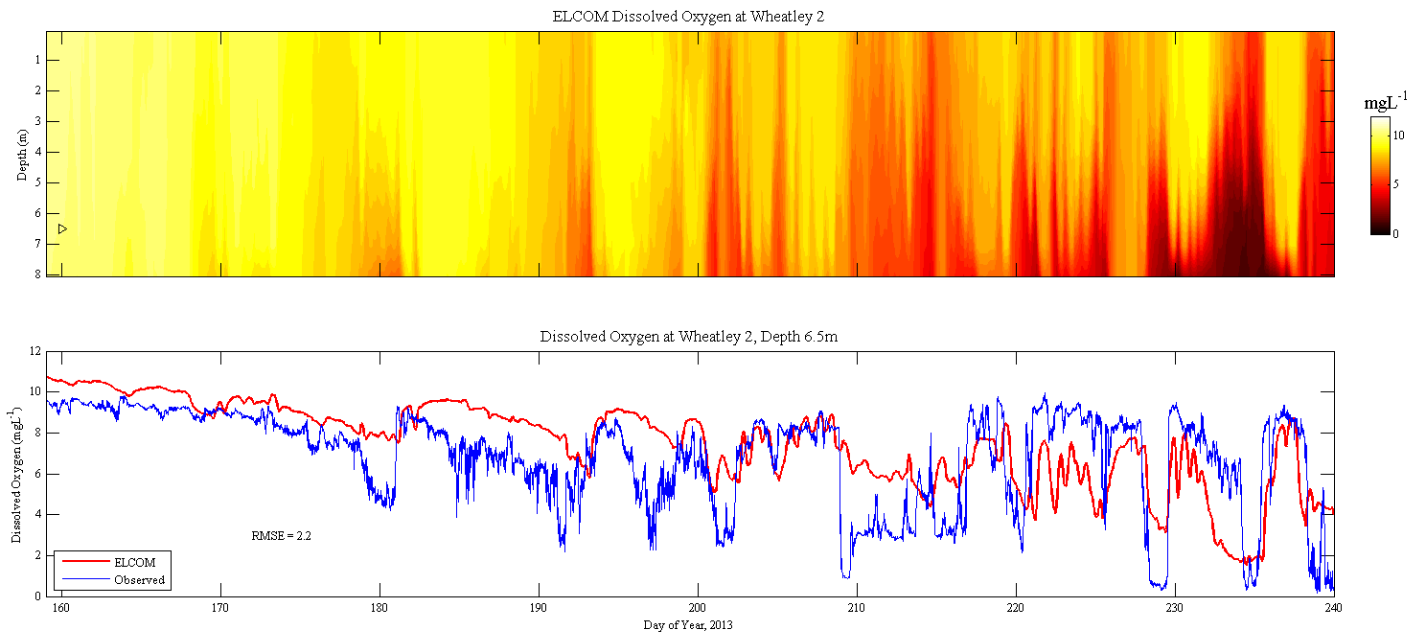 ELCOM Dissolved Oxygen at Wheatley 2
1
2
3
4
5
6
7
8
Depth (m)
mgL-1
10
5
0
Dissolved Oxygen at Wheatley 2, Depth 6.5m
12
10
8
6
4
2
0
Dissolved Oxygen (mgL-1)
RMSE = 2.2
ELCOM
Observed
160 170 180 190 200 210 220 230 240
Day of Year, 2013